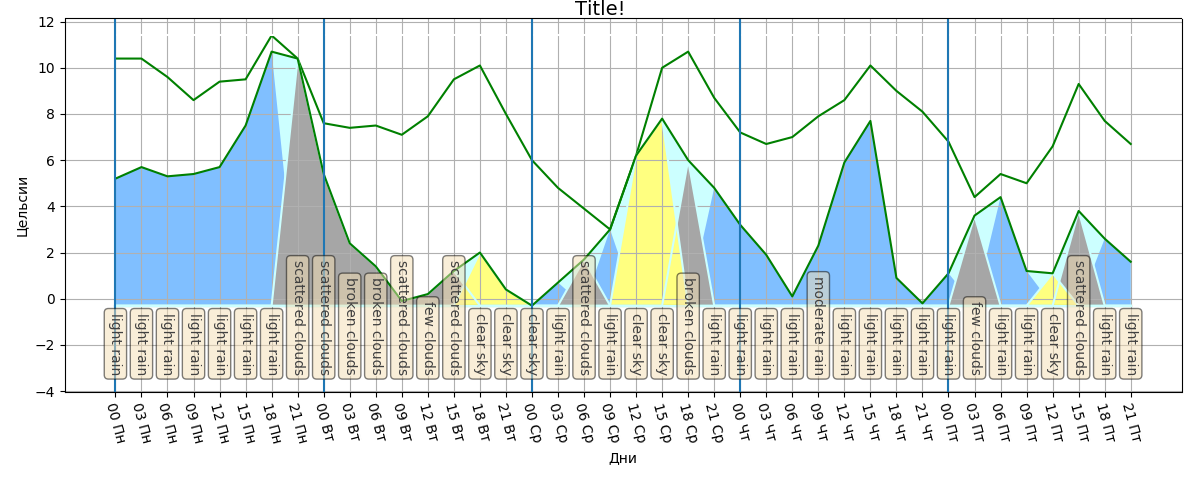 Title!
12
10
8
6
4
2
0
−2
−4
Цельсии
light rain
light rain
light rain
light rain
light rain
light rain
light rain
scattered clouds
scattered clouds
broken clouds
broken clouds
scattered clouds
few clouds
scattered clouds
clear sky
clear sky
clear sky
light rain
scattered clouds
light rain
clear sky
clear sky
broken clouds
light rain
light rain
light rain
light rain
moderate rain
light rain
light rain
light rain
light rain
light rain
few clouds
light rain
light rain
clear sky
scattered clouds
light rain
light rain
00 Пн
03 Пн
06 Пн
09 Пн
12 Пн
15 Пн
18 Пн
21 Пн
00 Вт
03 Вт
06 Вт
09 Вт
12 Вт
15 Вт
18 Вт
21 Вт
00 Ср
03 Ср
06 Ср
09 Ср
12 Ср
15 Ср
18 Ср
21 Ср
00 Чт
03 Чт
06 Чт
09 Чт
12 Чт
15 Чт
18 Чт
21 Чт
00 Пт
03 Пт
06 Пт
09 Пт
12 Пт
15 Пт
18 Пт
21 Пт
Дни